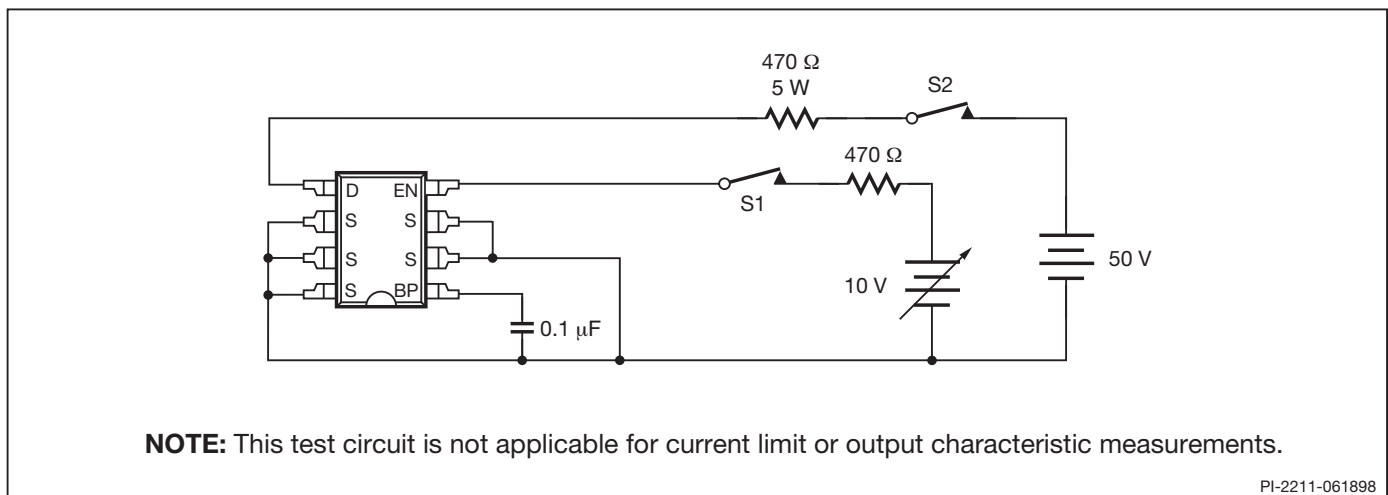 470 Ω
5 W
S2
470 Ω
S1
D EN
S S
S S
S BP
10 V
50 V
0.1 μF
NOTE: This test circuit is not applicable for current limit or output characteristic measurements.
PI-2211-061898